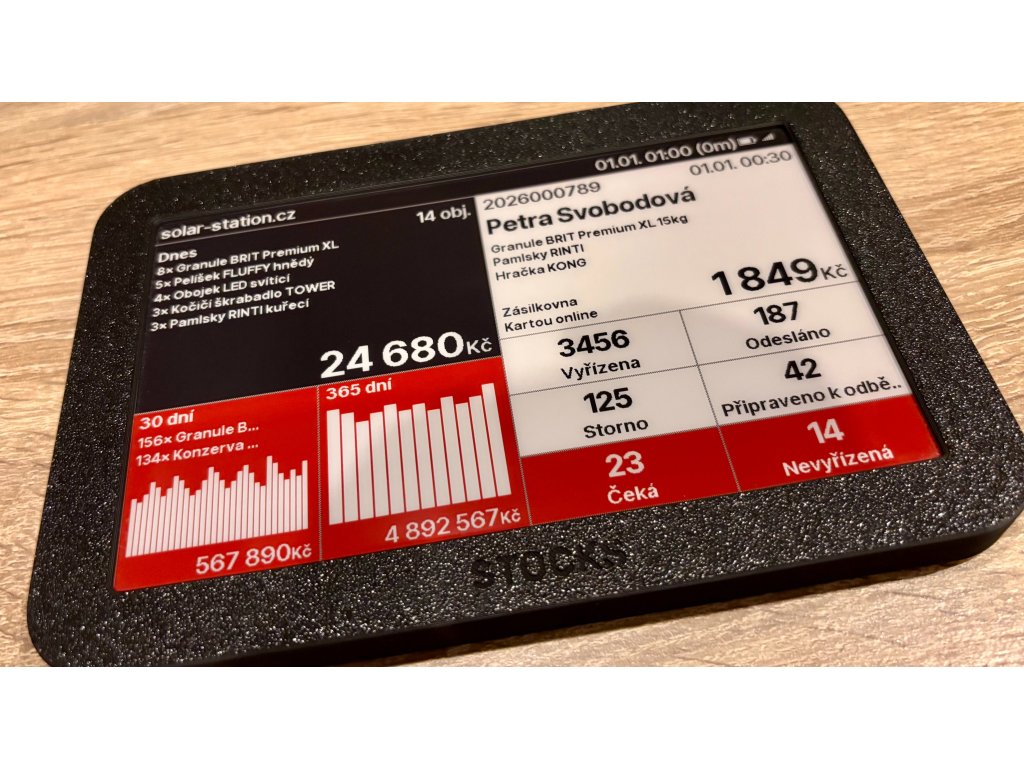 solar-station.cz
14 obj.
Dnes
8× Granule BRIT Premium XL
5× Pelíšek FLUFFY hnědý
4× Obojek LED svítící
3× Kočičí škrabadlo TOWER
3× Pamlsky RINTI kuřecí
24 680Kč
30 dní
156× Granule B...
134× Konzerva ...
567 890Kč
365 dní
4 892 567Kč
01.01. 01:00 (0m)
2026000789
01.01. 00:30
Petra Svobodová
Granule BRIT Premium XL 15kg
Pamlsky RINTI
Hračka KONG
1 849Kč
Zásilkovna
Kartou online
3456
Vyřízena
187
Odesláno
125
Storno
42
Připraveno k odbě..
23
Čeká
14
Nevyřízená
STOCKS